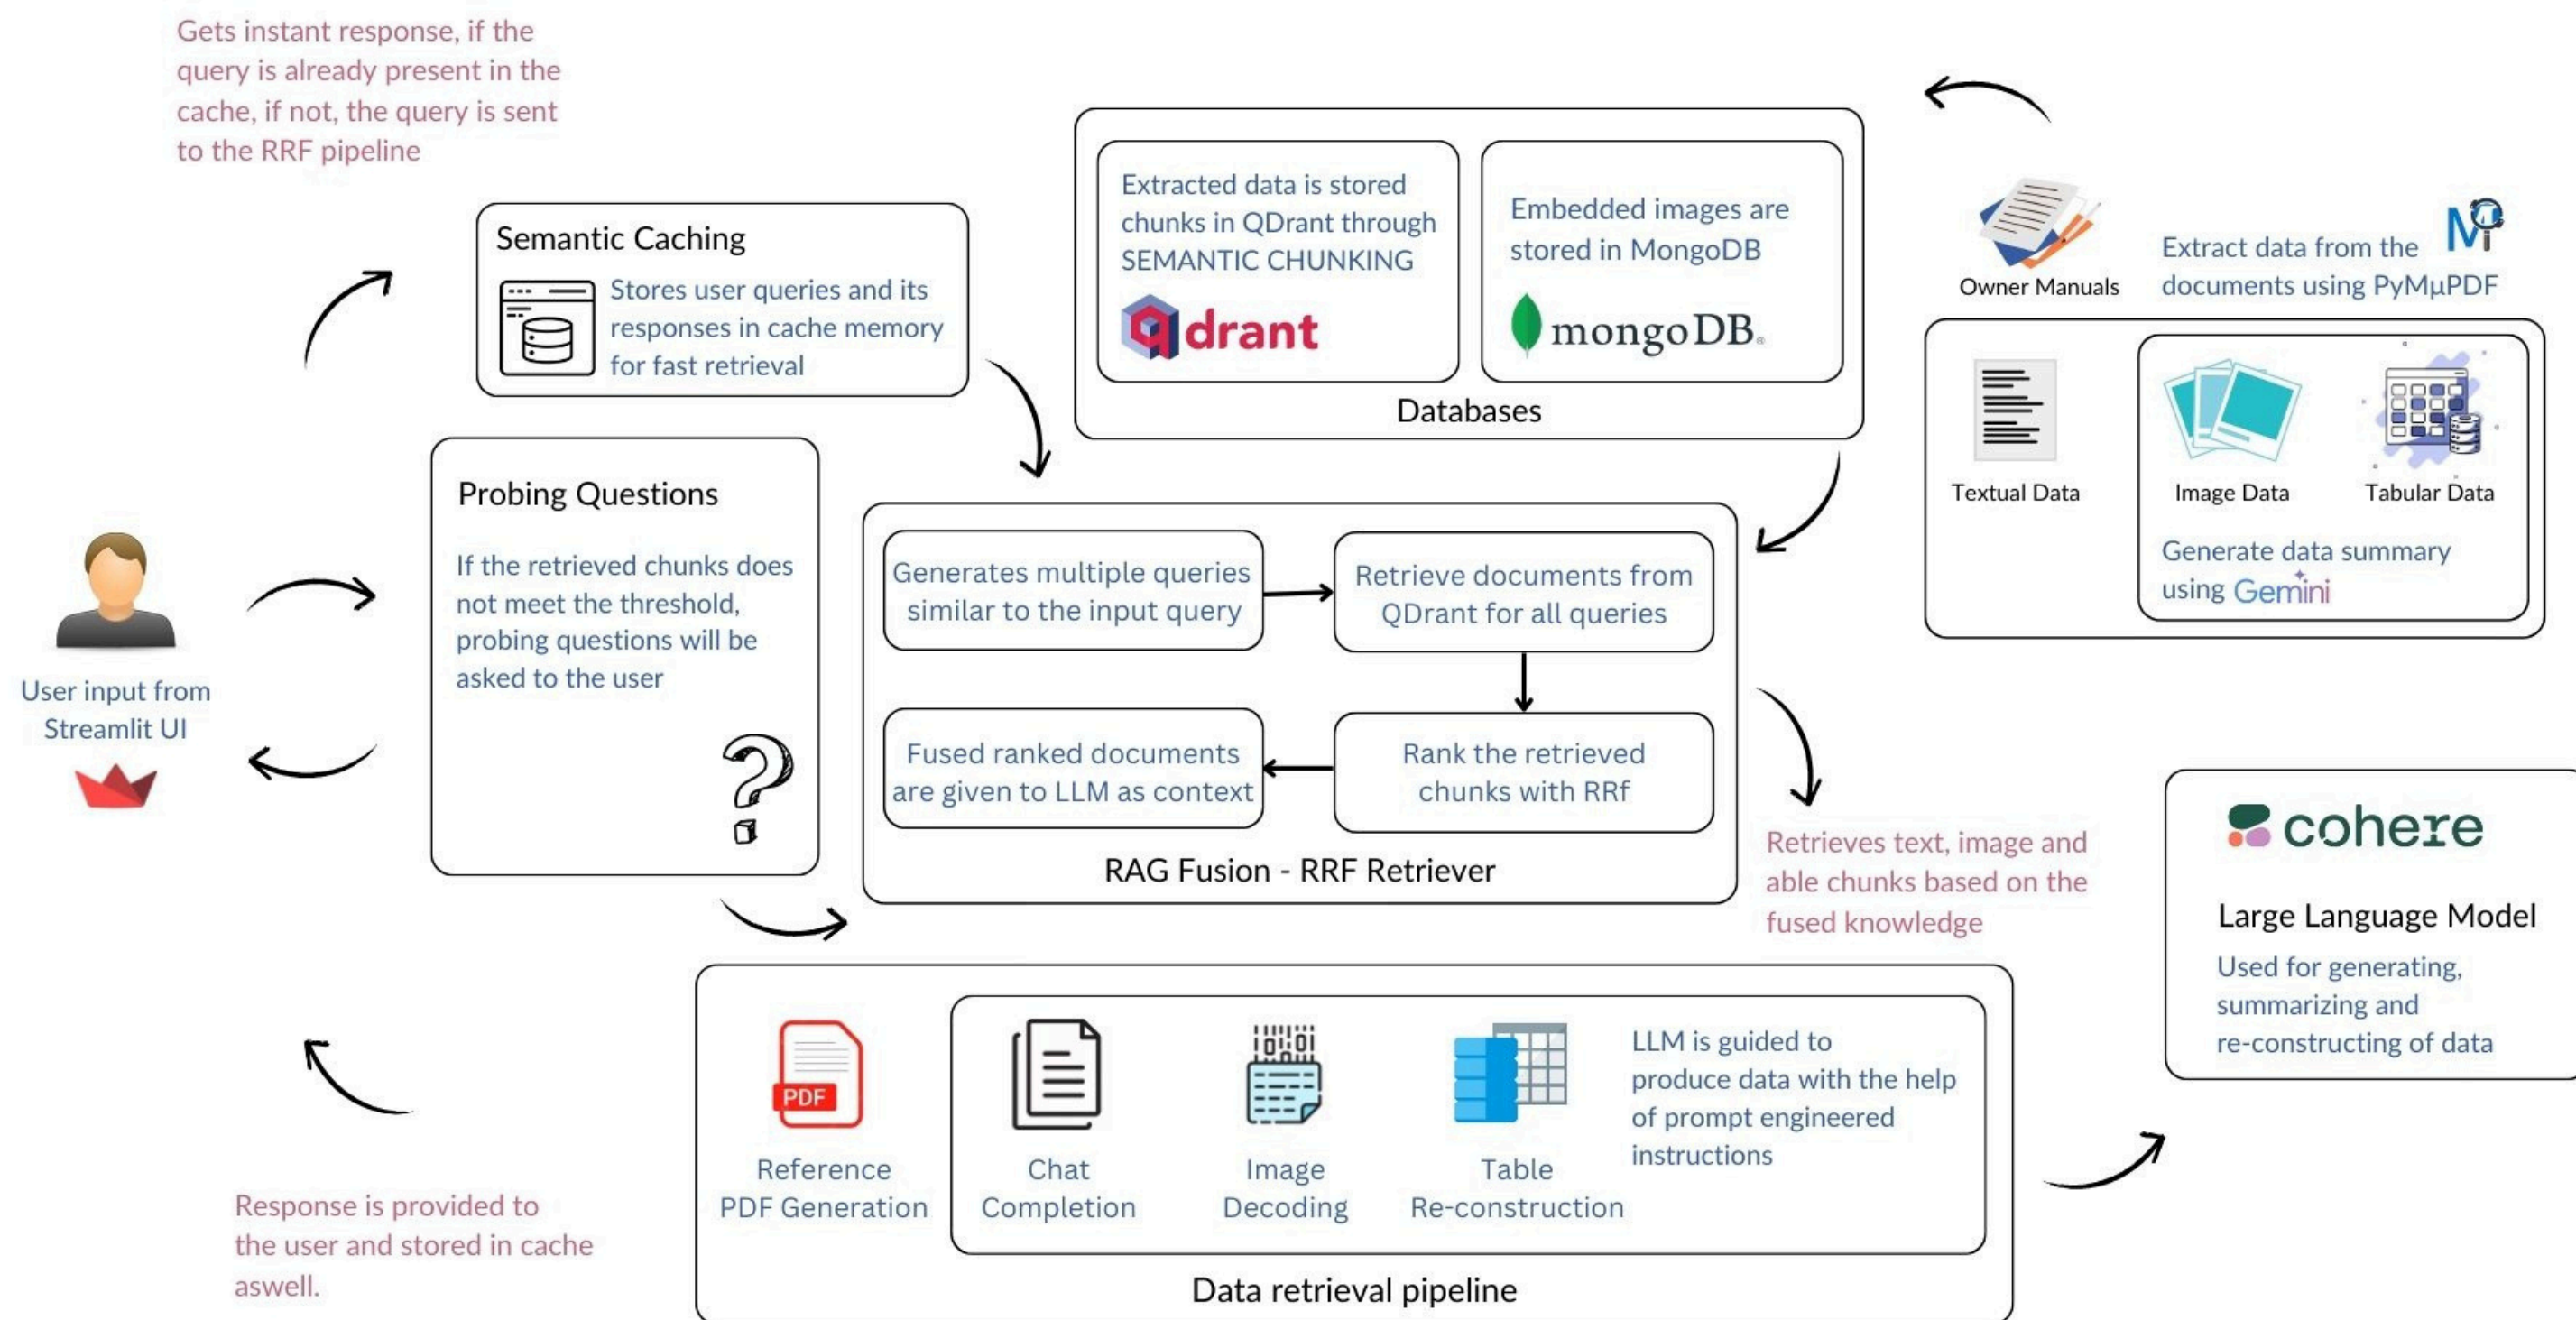 Gets instant response, if the
query is already present in the
cache, if not, the query is sent
to the RRF pipeline
Semantic Caching
Stores user queries and its
responses in cache memory
for fast retrieval
Extracted data is stored
chunks in QDrant through
SEMANTIC CHUNKING
qdrant
Embedded images are
stored in MongoDB
mongoDB.
Databases
Owner Manuals
Extract data from the
documents using PyMµPDF
Textual Data
Image Data
Tabular Data
Generate data summary
using Gemini
User input from
Streamlit UI
Probing Questions
If the retrieved chunks does
not meet the threshold,
probing questions will be
asked to the user
?
Generates multiple queries
similar to the input query
Retrieve documents from
QDrant for all queries
Fused ranked documents
are given to LLM as context
Rank the retrieved
chunks with RRf
RAG Fusion - RRF Retriever
Retrieves text, image and
able chunks based on the
fused knowledge
cohere
Large Language Model
Used for generating,
summarizing and
re-constructing of data
PDF
Reference
PDF Generation
Chat
Completion
Image
Decoding
Table
Re-construction
LLM is guided to
produce data with the help
of prompt engineered
instructions
Data retrieval pipeline
Response is provided to
the user and stored in cache
aswell.